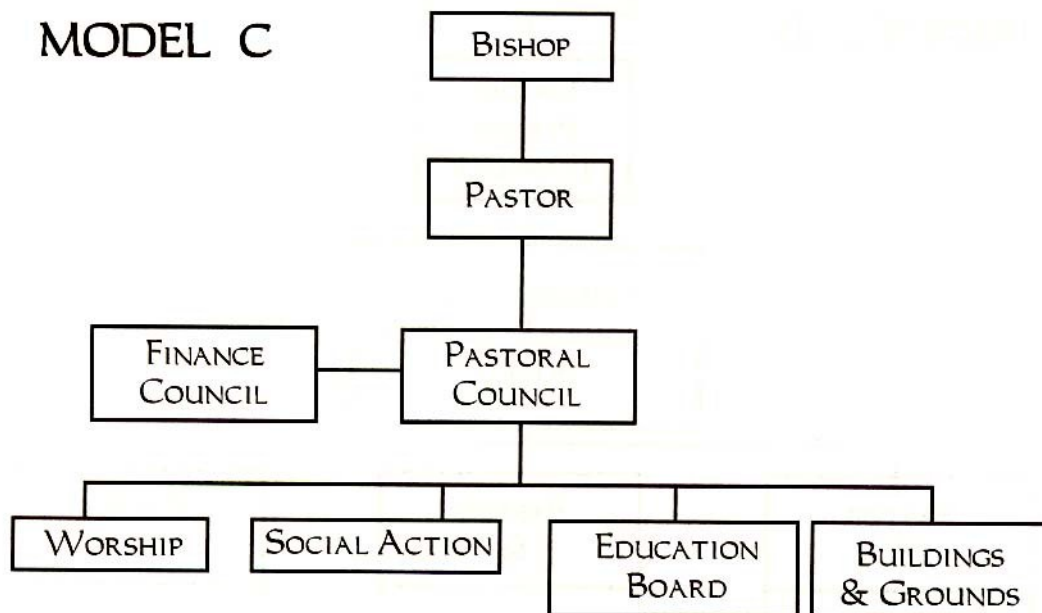 MODEL C
BISHOP
PASTOR
FINANCE
COUNCIL
PASTORAL
COUNCIL
WORSHIP
SOCIAL ACTION
EDUCATION
BOARD
BUILDINGS
& GROUNDS